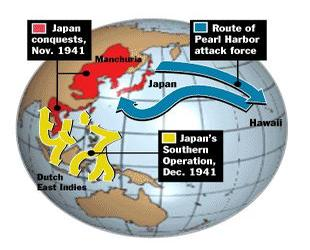 Japan
conquests,
Nov. 1941
Route of
Pearl Harbor
attack force
Manchuria
Japan
Hawaii
Japan's
Southern
Operation,
Dec. 1941
Dutch
East Indies